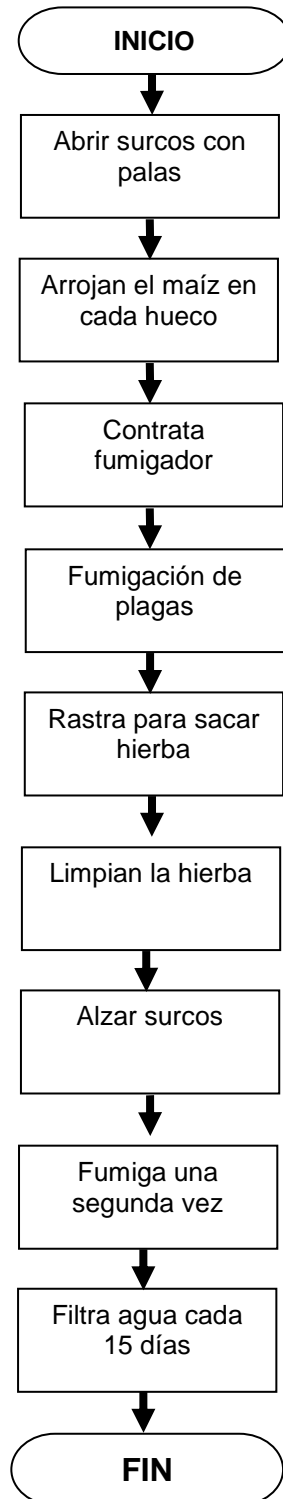 INICIO
Abrir surcos con
palas
Arrojan el maíz en
cada hueco
Contrata
fumigador
Fumigación de
plagas
Rastra para sacar
hierba
Limpian la hierba
Alzar surcos
Fumiga una
segunda vez
Filtra agua cada
15 días
FIN